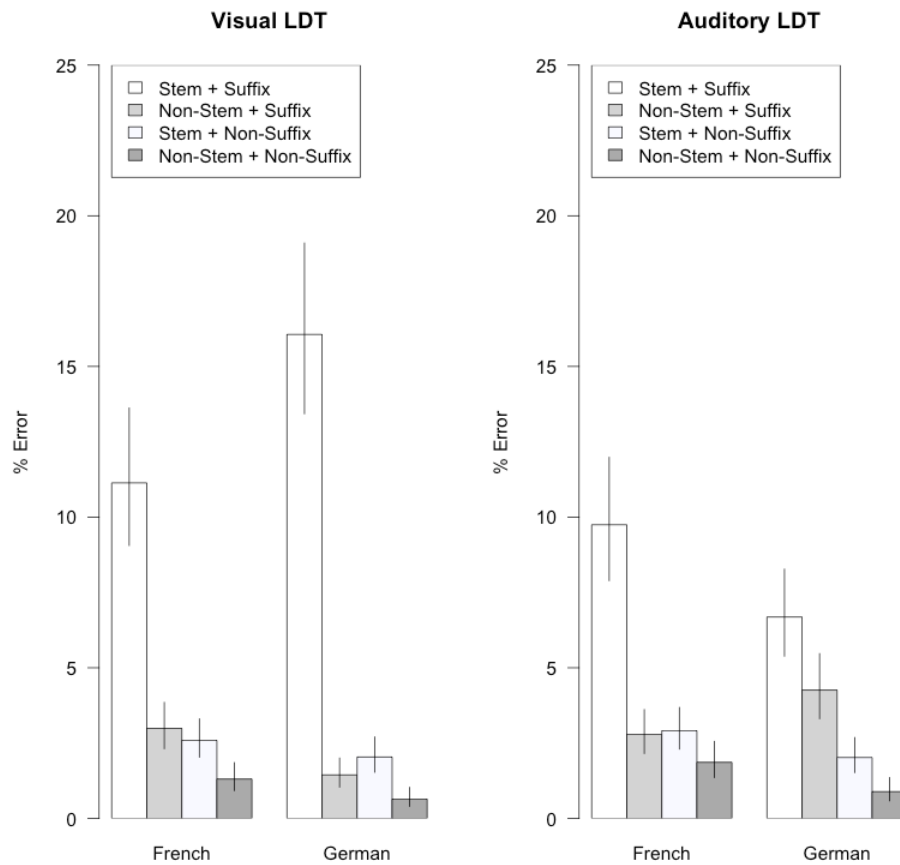 Visual LDT
25
20
15
10
5
0
% Error
Stem + Suffix
Non-Stem + Suffix
Stem + Non-Suffix
Non-Stem + Non-Suffix
French
German
Auditory LDT
25
20
15
10
5
0
% Error
Stem + Suffix
Non-Stem + Suffix
Stem + Non-Suffix
Non-Stem + Non-Suffix
French
German